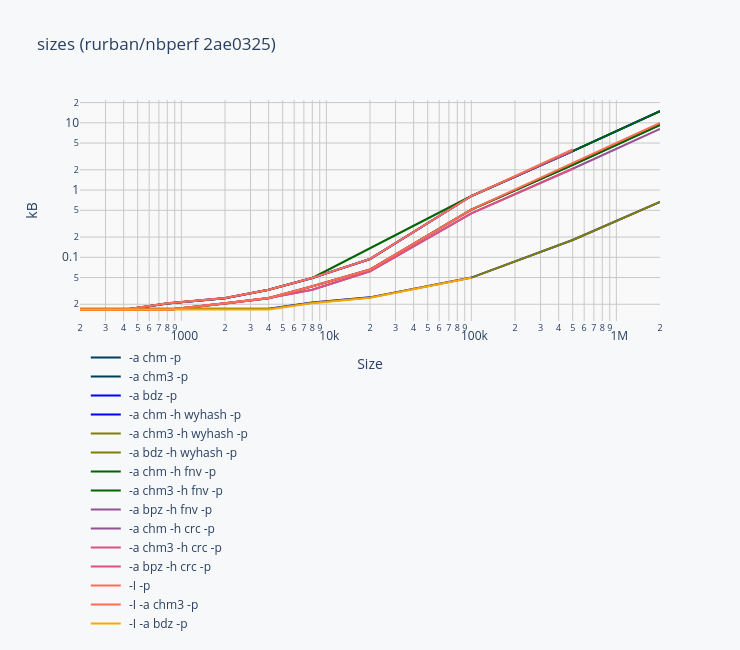 sizes (rurban/nbperf 2ae0325)
2
10
5
2
1
5
2
0.1
5
2
kB
2 3 4 5 6 7 8 9 1000 2 3 4 5 6 7 8 9 10k 2 3 4 5 6 7 8 9 100k 2 3 4 5 6 7 8 9 1M 2
Size
-a chm -p
-a chm3 -p
-a bdz -p
-a chm -h wyhash -p
-a chm3 -h wyhash -p
-a bdz -h wyhash -p
-a chm -h fnv -p
-a chm3 -h fnv -p
-a bpz -h fnv -p
-a chm -h crc -p
-a chm3 -h crc -p
-a bpz -h crc -p
-I -p
-I -a chm3 -p
-I -a bdz -p